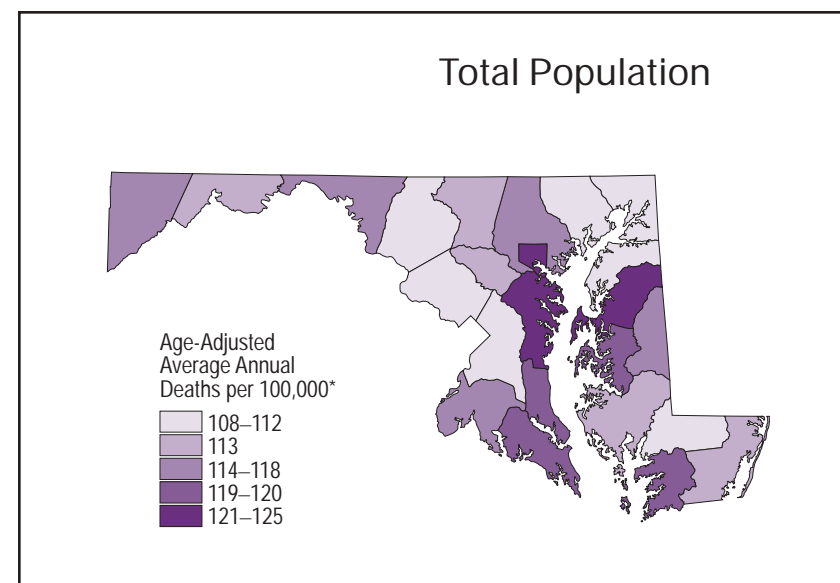 Total Population
Age-Adjusted
Average Annual
Deaths per 100,000*
108–112
113
114–118
119–120
121–125